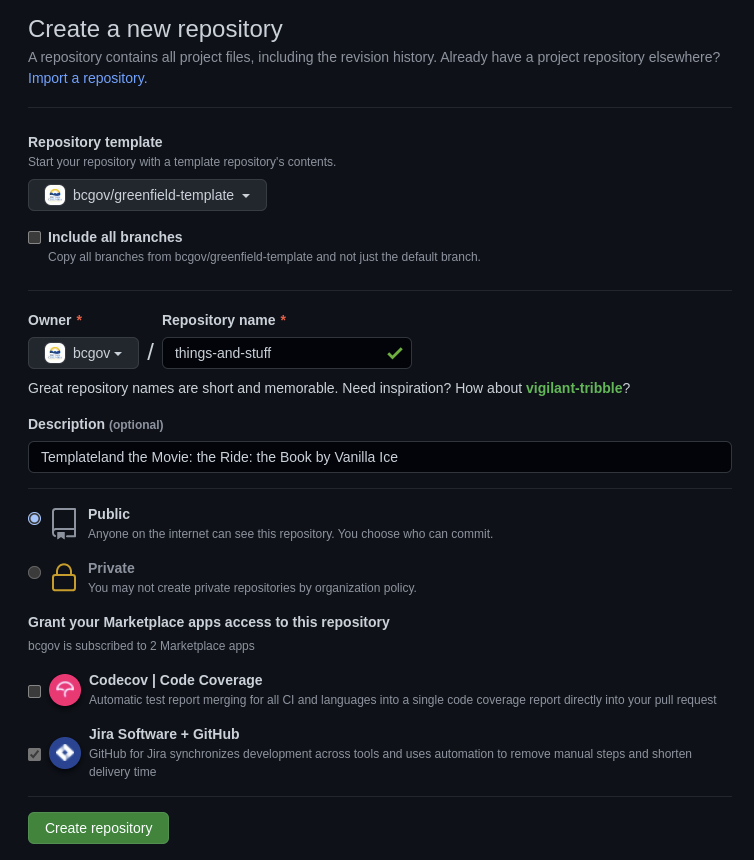 Create a new repository
A repository contains all project files, including the revision history. Already have a project repository elsewhere?
Import a repository.
Repository template
Start your repository with a template repository's contents.
bcgov/greenfield-template
Include all branches
Copy all branches from bcgov/greenfield-template and not just the default branch.
Owner * Repository name *
bcgov / things-and-stuff
Great repository names are short and memorable. Need inspiration? How about vigilant-tribble?
Description (optional)
Templateland the Movie: the Ride: the Book by Vanilla Ice
Public
Anyone on the internet can see this repository. You choose who can commit.
Private
You may not create private repositories by organization policy.
Grant your Marketplace apps access to this repository
bcgov is subscribed to 2 Marketplace apps
Codecov | Code Coverage
Automatic test report merging for all CI and languages into a single code coverage report directly into your pull request
Jira Software + GitHub
GitHub for Jira synchronizes development across tools and uses automation to remove manual steps and shorten
delivery time
Create repository